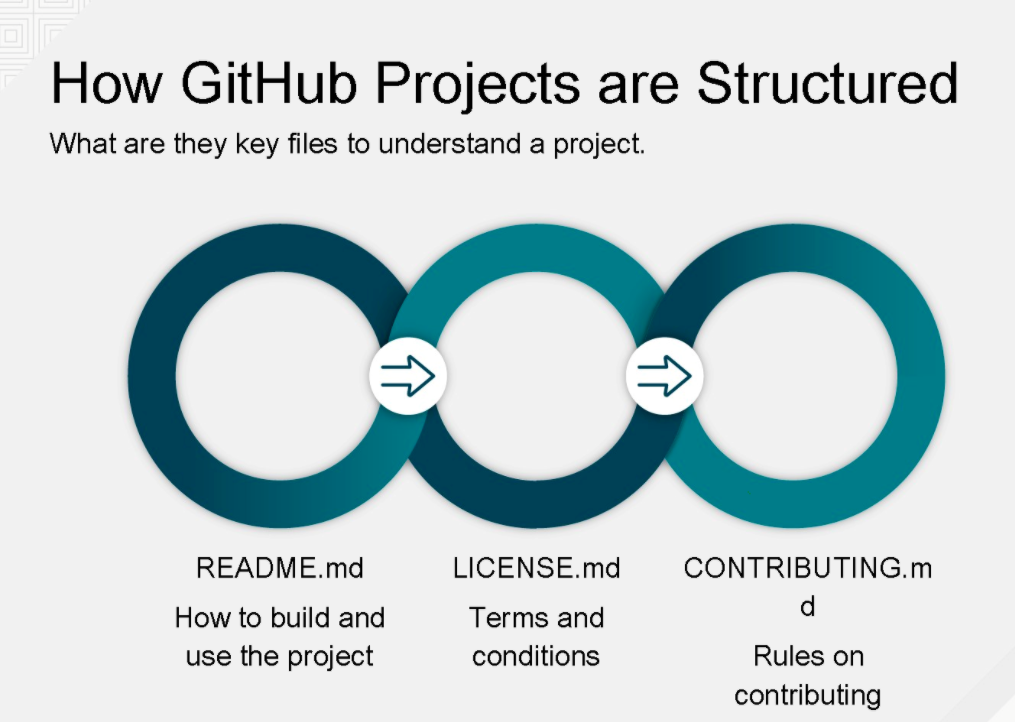 How GitHub Projects are Structured
What are they key files to understand a project.
README.md
How to build and
use the project
LICENSE.md
Terms and
conditions
CONTRIBUTING.m
d
Rules on
contributing